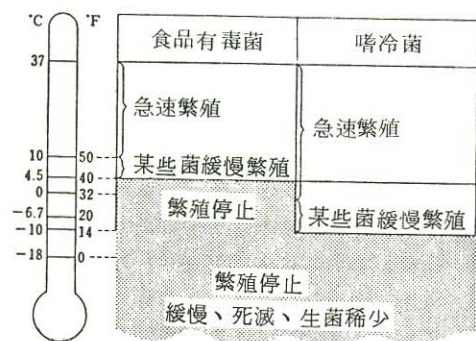 °C °F 食品有毒菌 嗜冷菌
37
急速繁殖 急速繁殖
10 50
某些菌緩慢繁殖
4.5 40
0 32
繁殖停止 某些菌緩慢繁殖
-6.7 20
-10 14
-18 0
繁殖停止
緩慢、死滅、生菌稀少